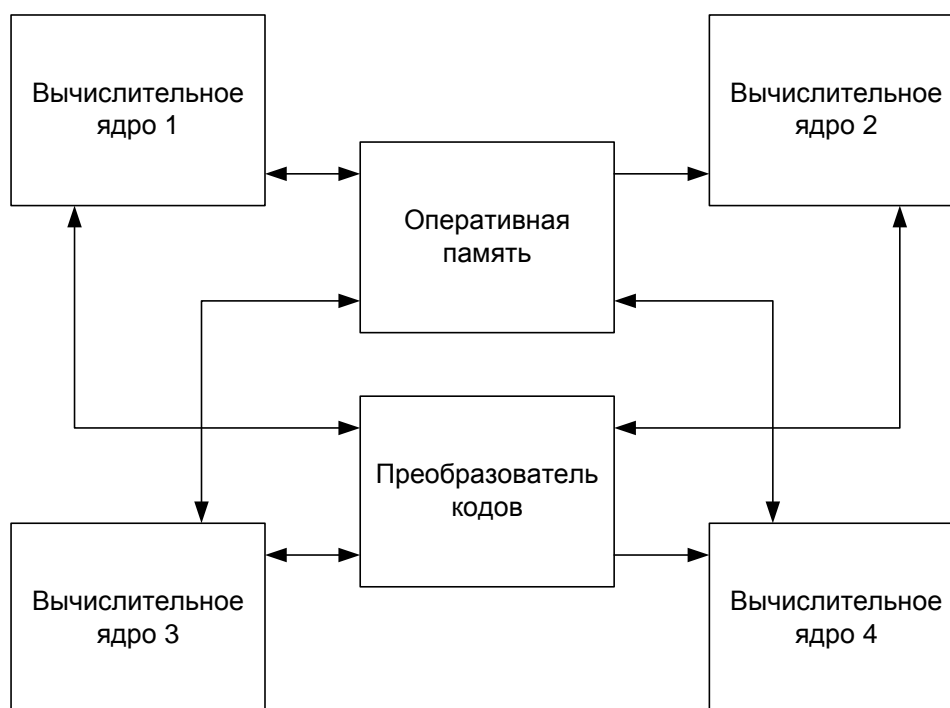 Вычислительное
ядро 1
Вычислительное
ядро 2
Оперативная
память
Преобразователь
кодов
Вычислительное
ядро 3
Вычислительное
ядро 4